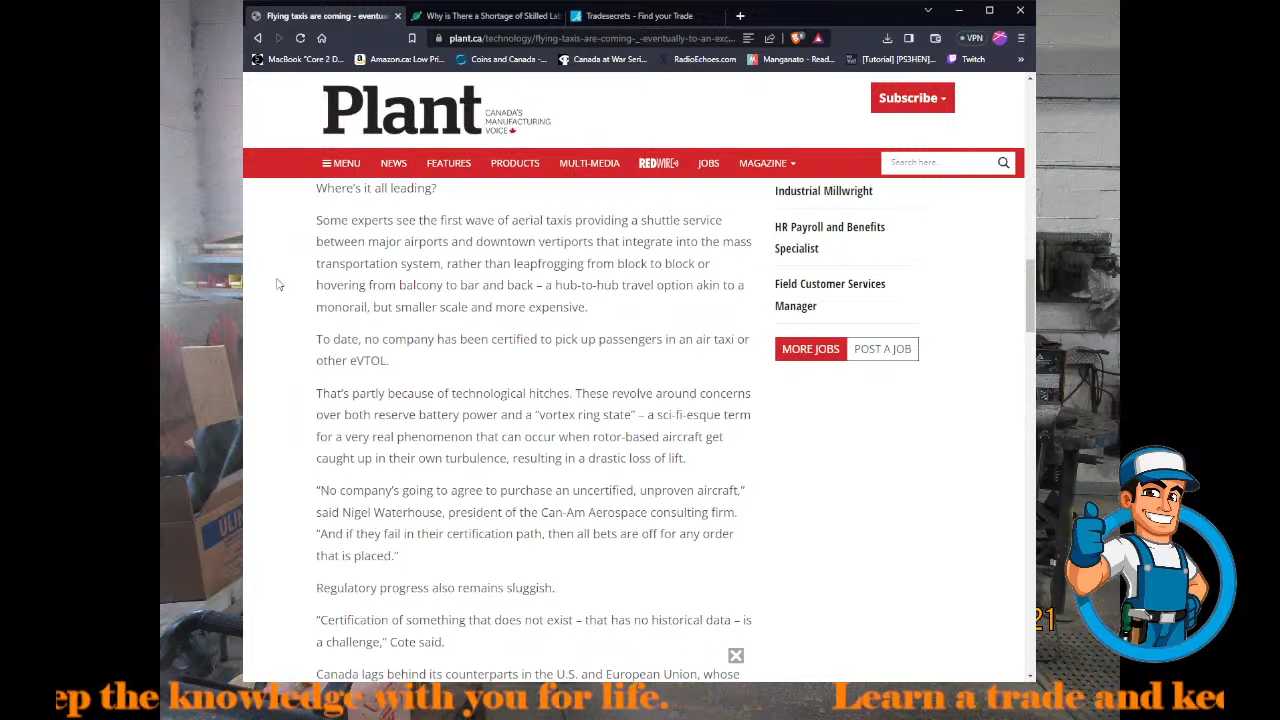 Flying taxis are coming - eventua
Why is There a Shortage of Skilled Lab
Tradesecrets - Find your Trade
plant.ca/technology/flying-taxis-are-coming-_-eventually-to-an-exc...
VPN
MacBook "Core 2 D...
Amazon.ca: Low Pri...
Coins and Canada -...
Canada at War Seri...
RadioEchoes.com
Manganato - Read...
[Tutorial] [PS3HEN]...
Twitch
Plant
CANADA'S
MANUFACTURING
VOICE
Subscribe
MENU NEWS FEATURES PRODUCTS MULTI-MEDIA REDWIRE JOBS MAGAZINE
Search here...
Where's it all leading?
Some experts see the first wave of aerial taxis providing a shuttle service
between major airports and downtown vertiports that integrate into the mass
transportation system, rather than leapfrogging from block to block or
hovering from balcony to bar and back – a hub-to-hub travel option akin to a
monorail, but smaller scale and more expensive.
To date, no company has been certified to pick up passengers in an air taxi or
other eVTOL.
That's partly because of technological hitches. These revolve around concerns
over both reserve battery power and a “vortex ring state” – a sci-fi-esque term
for a very real phenomenon that can occur when rotor-based aircraft get
caught up in their own turbulence, resulting in a drastic loss of lift.
“No company's going to agree to purchase an uncertified, unproven aircraft,”
said Nigel Waterhouse, president of the Can-Am Aerospace consulting firm.
“And if they fail in their certification path, then all bets are off for any order
that is placed.”
Regulatory progress also remains sluggish.
“Certification of something that does not exist – that has no historical data – is
a challenge,” Cote said.
Canada lags behind its counterparts in the U.S. and European Union, whose
Industrial Millwright
HR Payroll and Benefits
Specialist
Field Customer Services
Manager
MORE JOBS POST A JOB
21
ep the knowledge with you for life. Learn a trade and kee